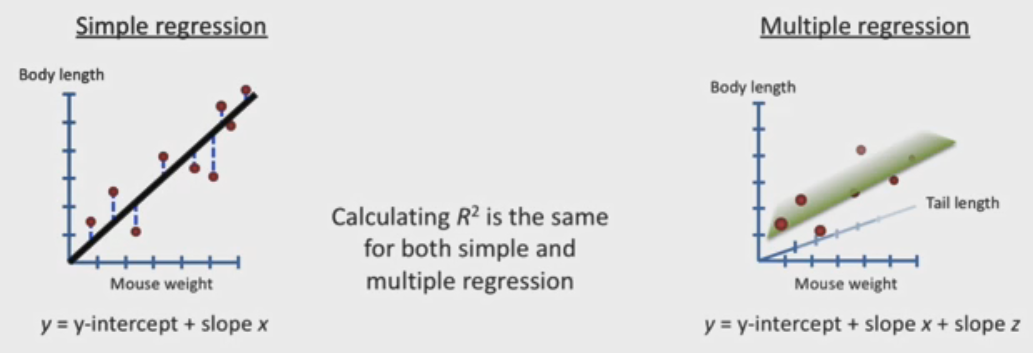 Simple regression
Multiple regression
Body length
Body length
Tail length
Calculating R² is the same
for both simple and
multiple regression
Mouse weight
Mouse weight
y = y-intercept + slope x
y = y-intercept + slope x + slope z